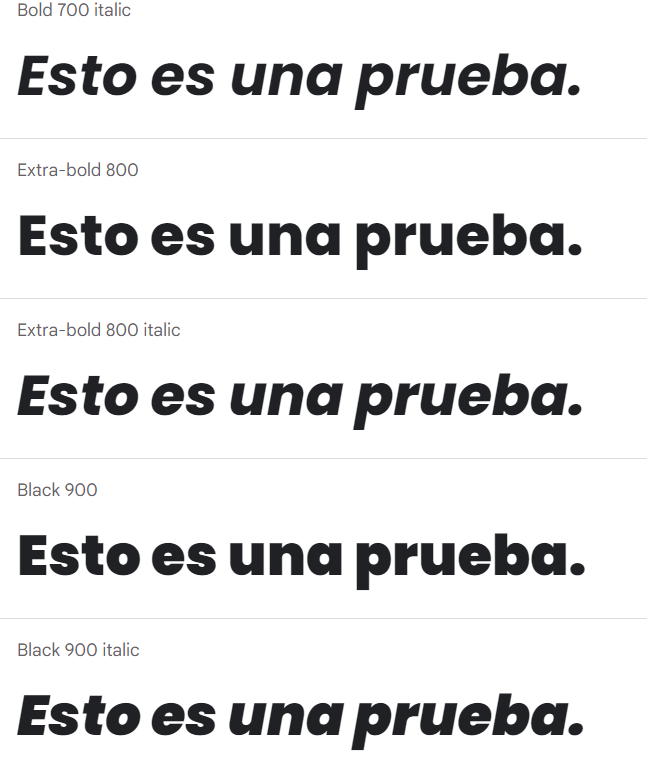 Bold 700 italic
Esto es una prueba.
Extra-bold 800
Esto es una prueba.
Extra-bold 800 italic
Esto es una prueba.
Black 900
Esto es una prueba.
Black 900 italic
Esto es una prueba.